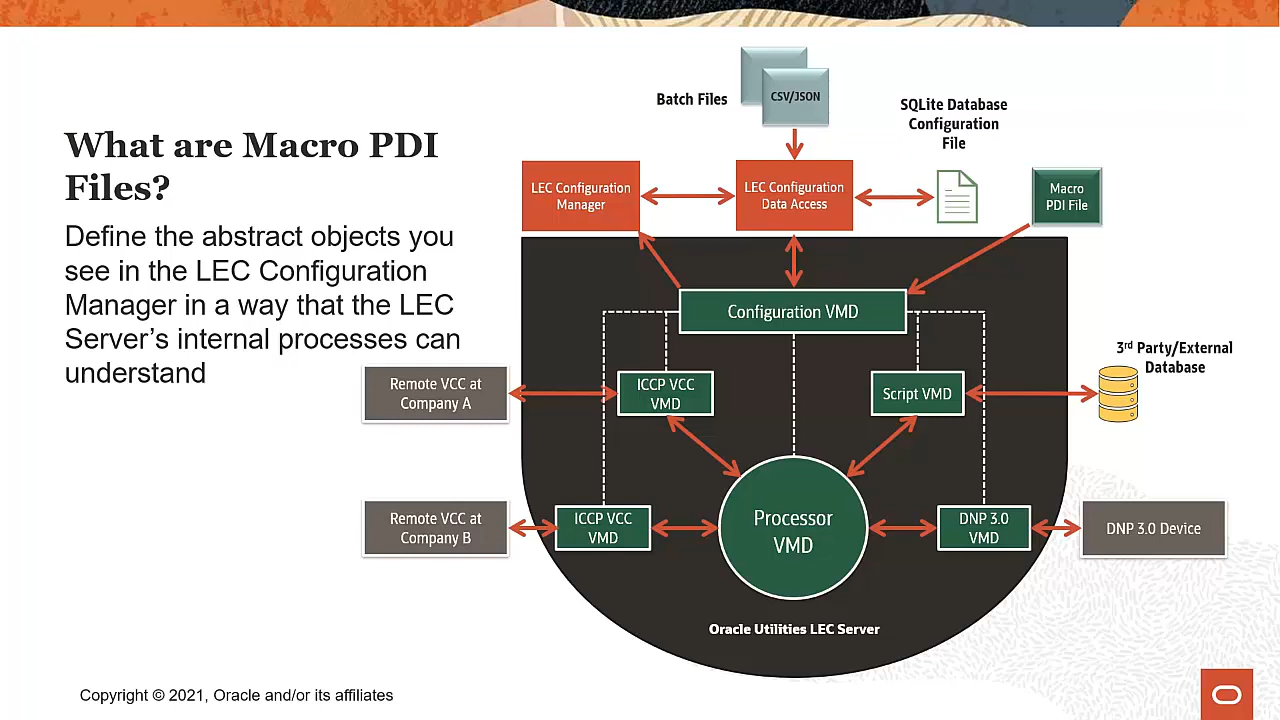 What are Macro PDI
Files?
Define the abstract objects you
see in the LEC Configuration
Manager in a way that the LEC
Server’s internal processes can
understand
Batch Files
CSV/JSON
SQLite Database
Configuration
File
LEC Configuration
Manager
LEC Configuration
Data Access
Macro
PDI File
Configuration VMD
3rd Party/External
Database
Remote VCC at
Company A
ICCP VCC
VMD
Script VMD
Remote VCC at
Company B
ICCP VCC
VMD
Processor
VMD
DNP 3.0
VMD
DNP 3.0 Device
Oracle Utilities LEC Server
Copyright © 2021, Oracle and/or its affiliates